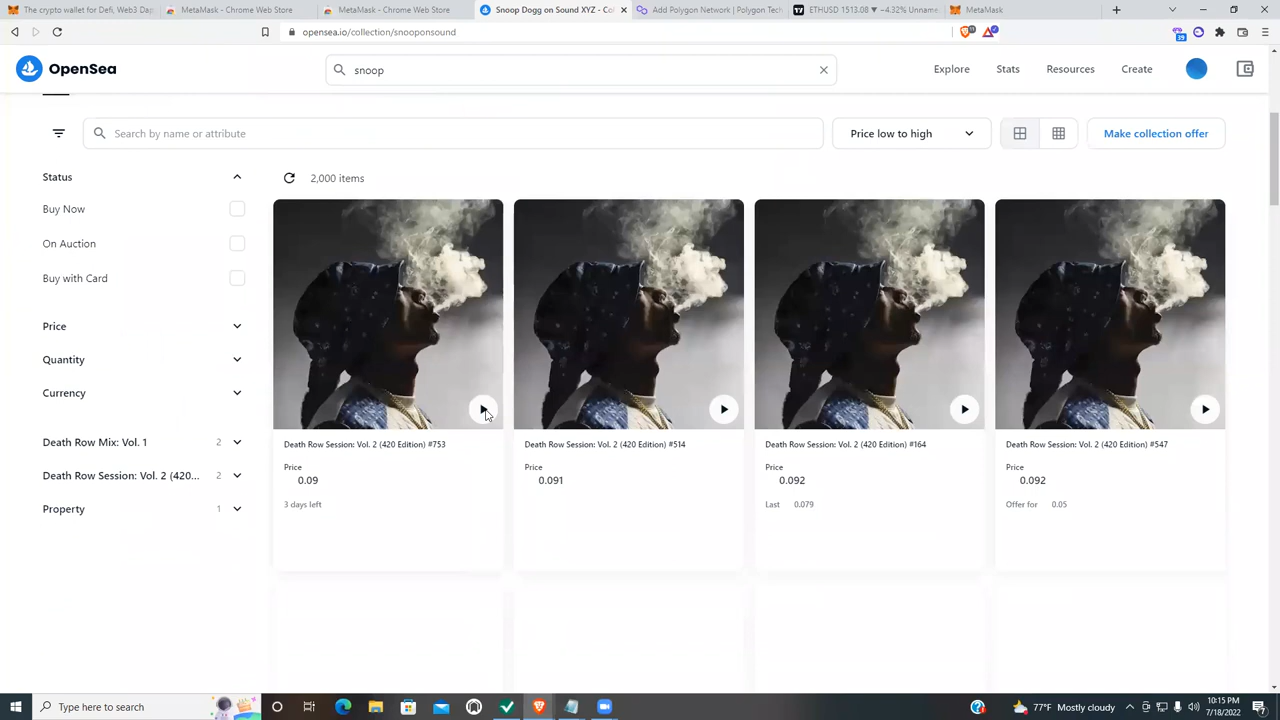 The crypto wallet for Defi, Web3 Dap
MetaMask - Chrome Web Store
MetaMask - Chrome Web Store
Snoop Dogg on Sound XYZ - Col
Add Polygon Network | Polygon Tech
ETHUSD 1513.08 ▼ −4.32% Unname
MetaMask
opensea.io/collection/snooponsound
OpenSea
snoop
Explore
Stats
Resources
Create
Search by name or attribute
Price low to high
Make collection offer
Status
2,000 items
Buy Now
On Auction
Buy with Card
Price
Quantity
Currency
Death Row Mix: Vol. 1 2
Death Row Session: Vol. 2 (420... 2
Property 1
Death Row Session: Vol. 2 (420 Edition) #753
Price
0.09
3 days left
Death Row Session: Vol. 2 (420 Edition) #514
Price
0.091
Death Row Session: Vol. 2 (420 Edition) #164
Price
0.092
Last 0.079
Death Row Session: Vol. 2 (420 Edition) #547
Price
0.092
Offer for 0.05
Type here to search
77°F Mostly cloudy
10:15 PM
7/18/2022